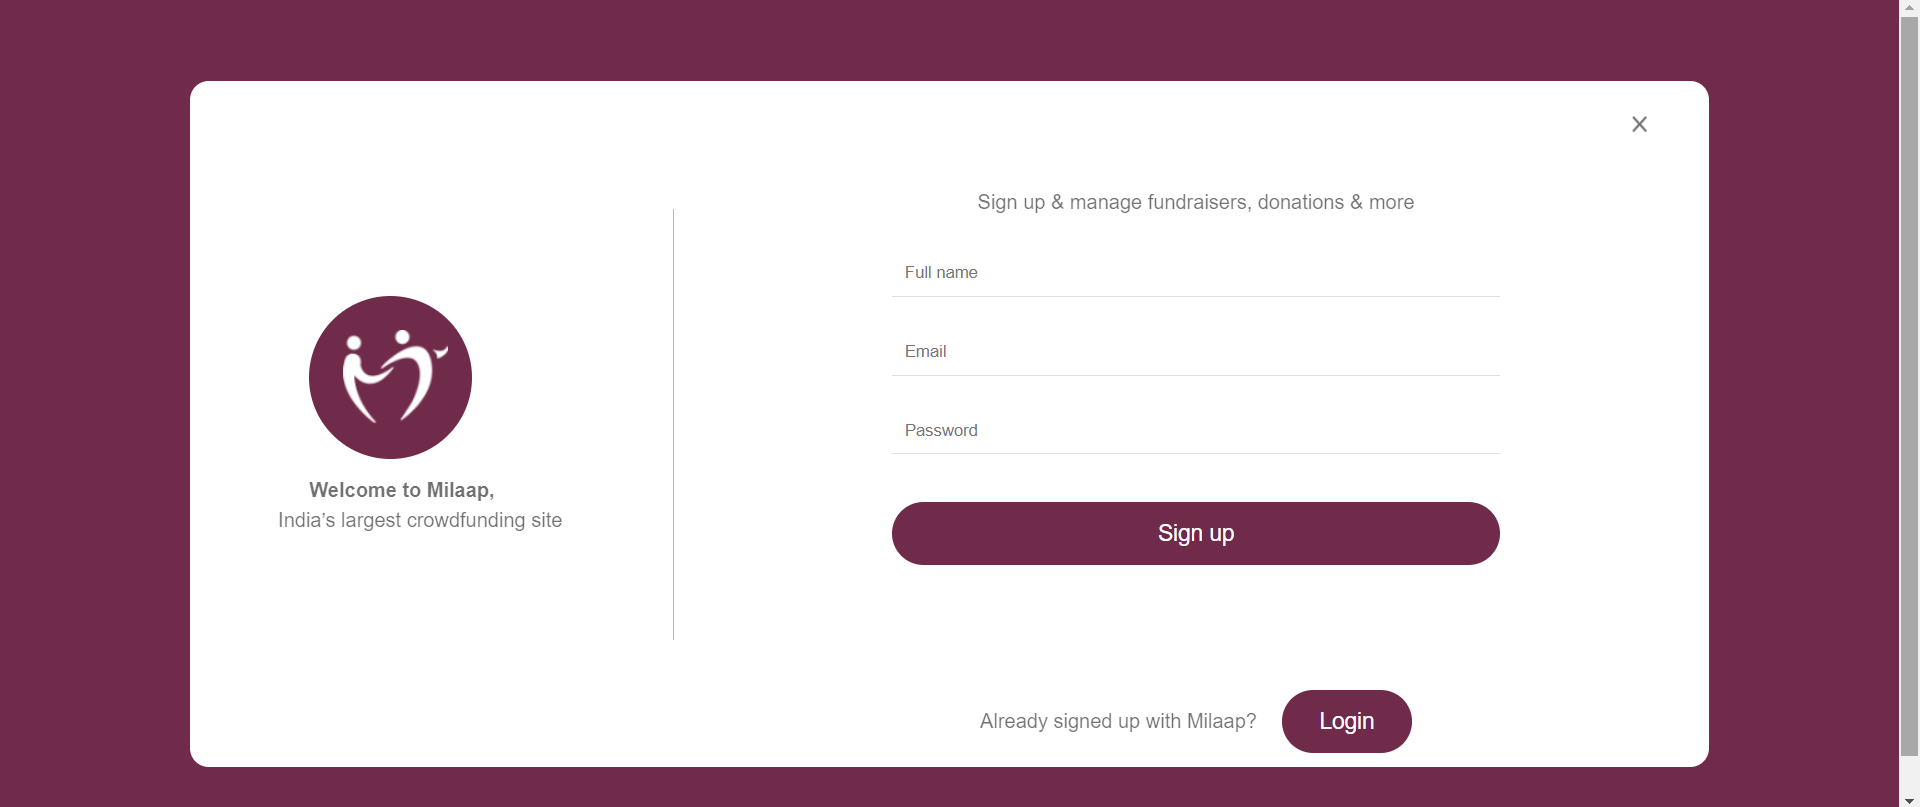 Sign up & manage fundraisers, donations & more
Full name
Email
Password
Sign up
Welcome to Milaap,
India’s largest crowdfunding site
Already signed up with Milaap?
Login